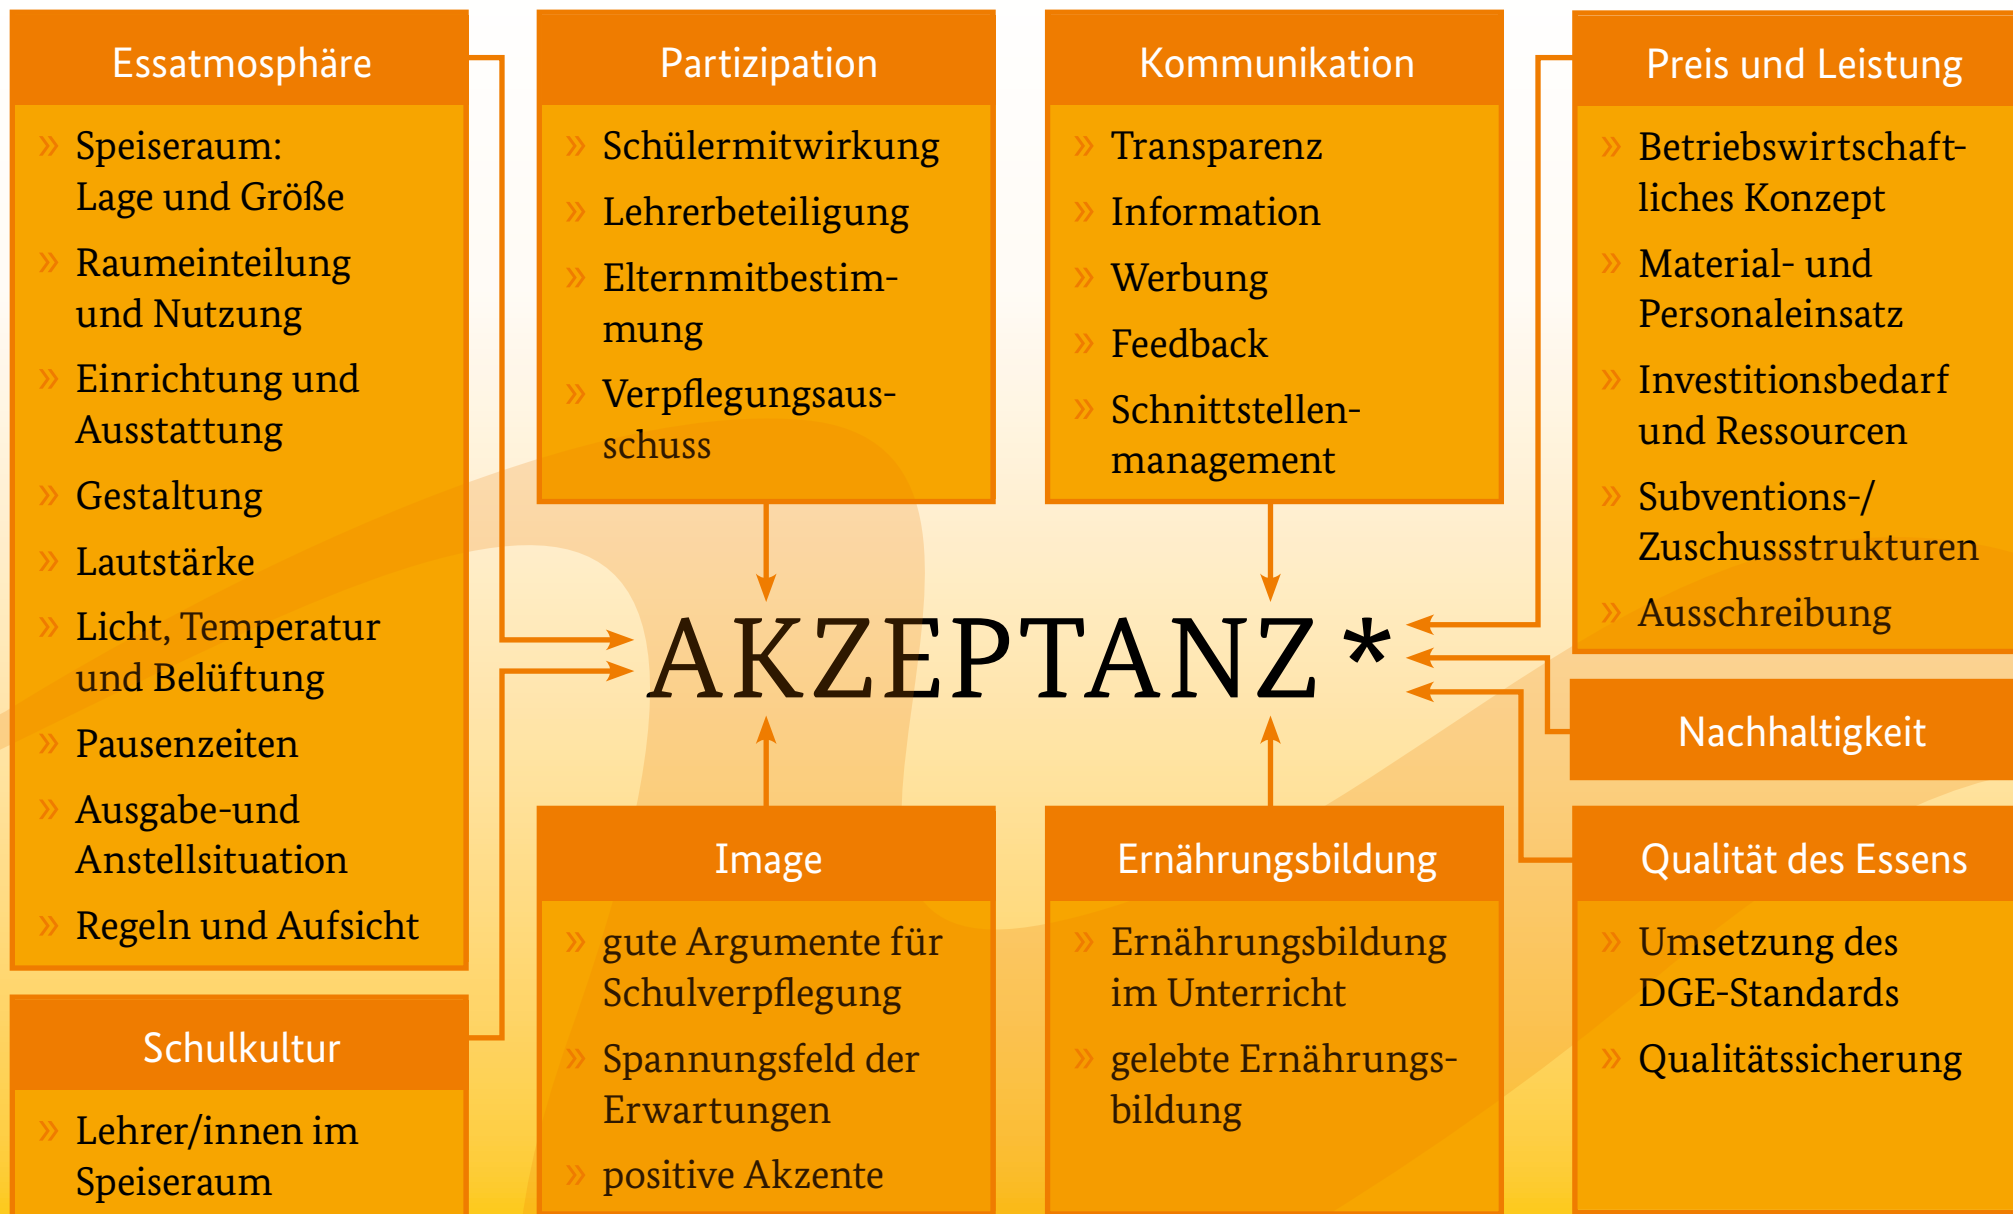 Essatmosphäre
» Speiseraum:
Lage und Größe
» Raumeinteilung
und Nutzung
» Einrichtung und
Ausstattung
» Gestaltung
» Lautstärke
» Licht, Temperatur
und Belüftung
» Pausenzeiten
» Ausgabe-und
Anstellsituation
» Regeln und Aufsicht
Schulkultur
» Lehrer/innen im
Speiseraum
Partizipation
» Schülermitwirkung
» Lehrerbeteiligung
» Elternmitbestim-
mung
» Verpflegungsaus-
schuss
Kommunikation
» Transparenz
» Information
» Werbung
» Feedback
» Schnittstellen-
management
AKZEPTANZ *
Image
» gute Argumente für
Schulverpflegung
» Spannungsfeld der
Erwartungen
» positive Akzente
Ernährungsbildung
» Ernährungsbildung
im Unterricht
» gelebte Ernährungs-
bildung
Preis und Leistung
» Betriebswirtschaft-
liches Konzept
» Material- und
Personaleinsatz
» Investitionsbedarf
und Ressourcen
» Subventions-/
Zuschussstrukturen
» Ausschreibung
Nachhaltigkeit
Qualität des Essens
» Umsetzung des
DGE-Standards
» Qualitätssicherung